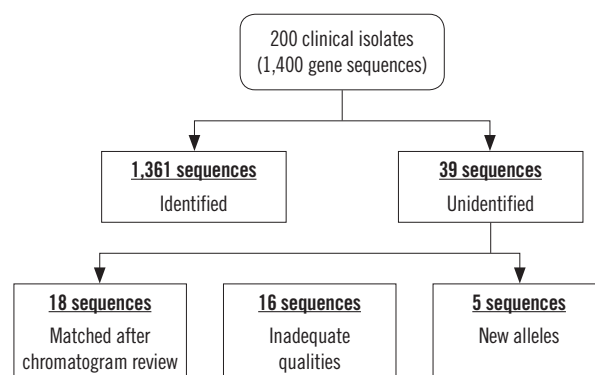 200 clinical isolates
(1,400 gene sequences)
1,361 sequences
Identified
39 sequences
Unidentified
18 sequences
Matched after
chromatogram review
16 sequences
Inadequate
qualities
5 sequences
New alleles